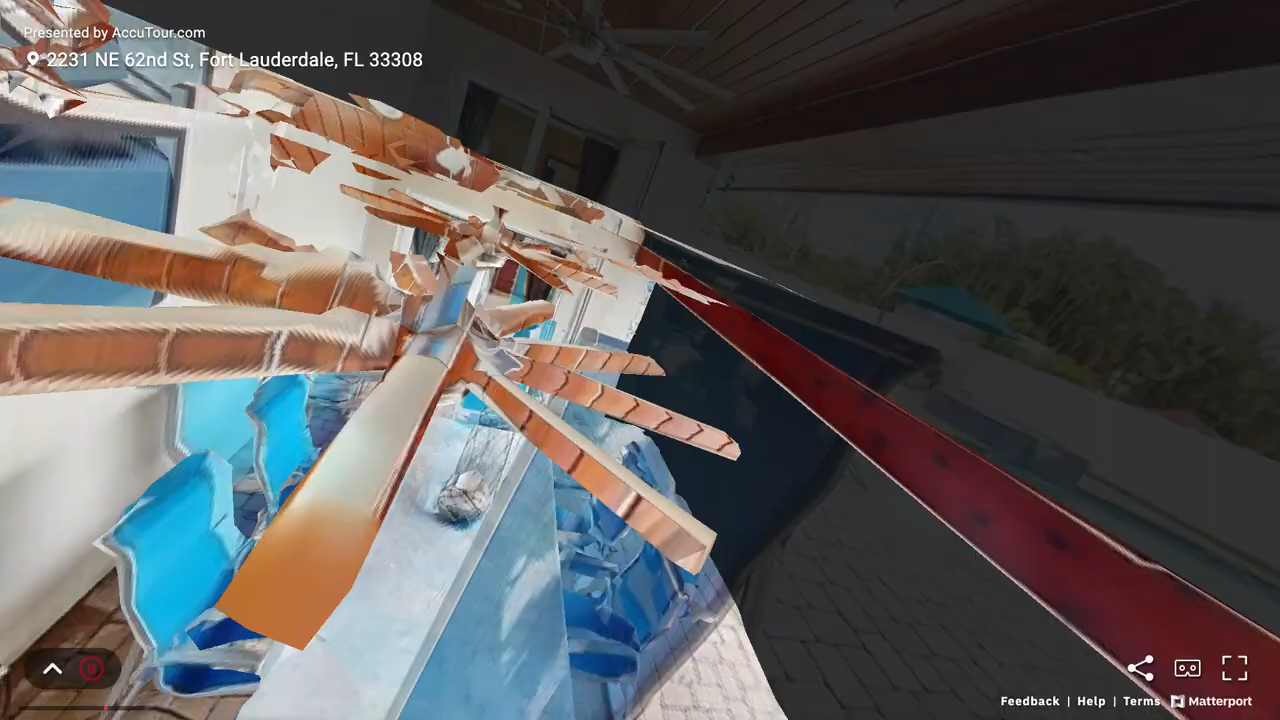 Presented by AccuTour.com
2231 NE 62nd St, Fort Lauderdale, FL 33308
Feedback | Help | Terms Matterport